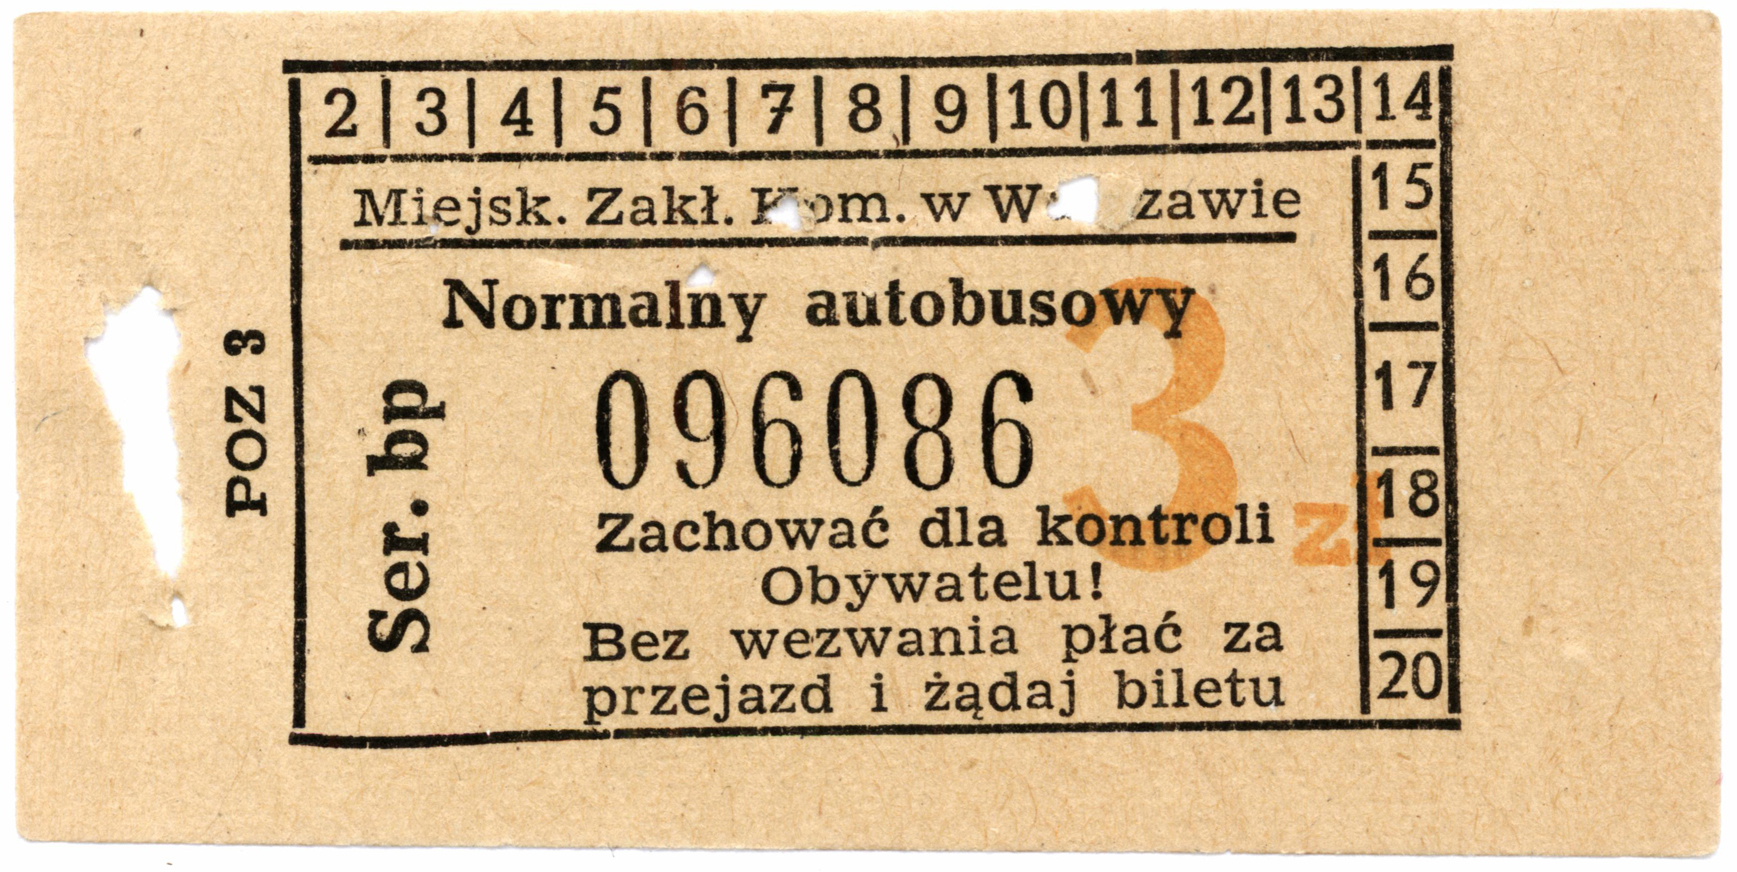 2 | 3 | 4 | 5 | 6 | 7 | 8 | 9 | 10 | 11 | 12 | 13 | 14
15
16
17
18
19
20
Miejsk. Zakł. w
Normalny autobusowy
POZ 3
Ser. bp
096086
3 zł
Zachować dla kontroli
Obywatelu!
Bez wezwania płać za
przejazd i żądaj biletu